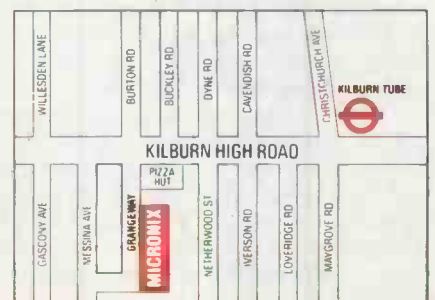 WILLESDEN LANE
BURTON RD
BUCKLEY RD
DYNE RD
CAVENDISH RD
CHRISTCHURCH AVE
KILBURN TUBE
KILBURN HIGH ROAD
PIZZA
HUT
GASCONY AVE
MESSINA AVE
GRANGEWAY
MICRONIX
NETHERWOOD ST
IVERSON RD
LOVERIDGE RD
MAYGROVE RD